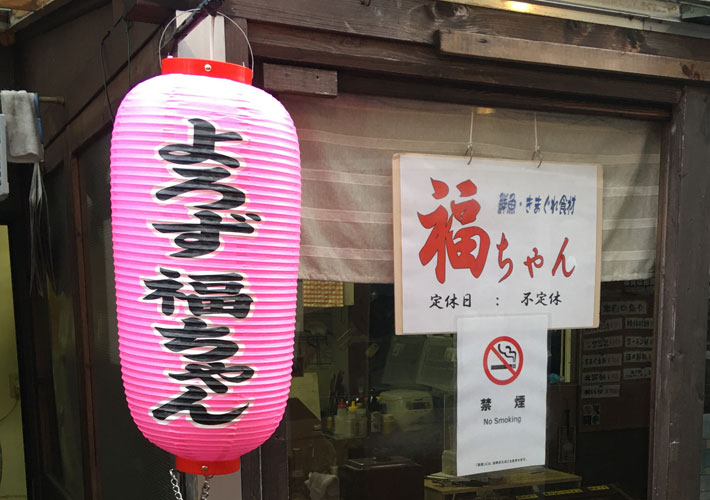 よろず 福ちゃん
鮮魚・きまぐれ食材
福ちゃん
定休日 : 不定休
禁 煙
No Smoking